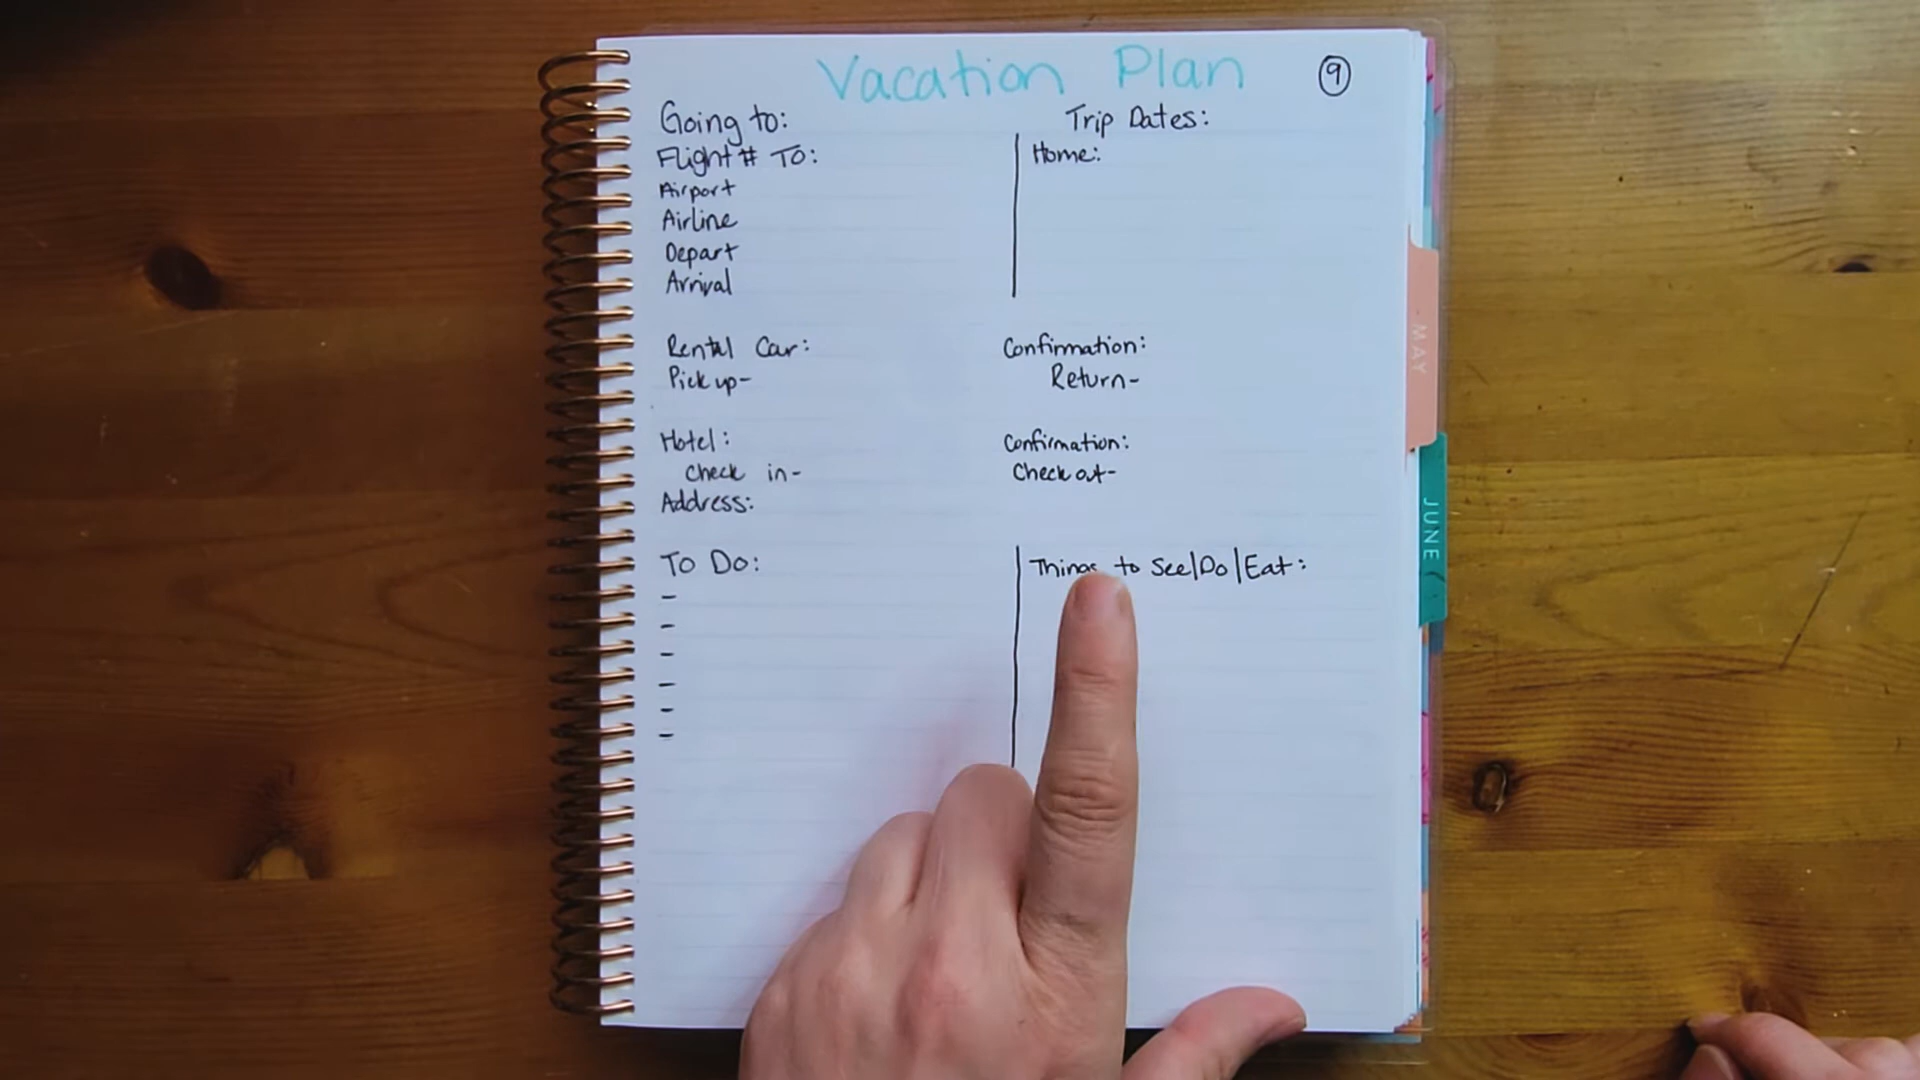 Vacation Plan 9
Going to: Trip Dates:
Flight # To: Home:
Airport
Airline
Depart
Arrival
Rental Car: Confirmation:
Pick up- Return-
Hotel: Confirmation:
Check in- Check out-
Address:
To Do: Things to See|Do|Eat:
-
-
-
-
-
-
MAY
JUNE